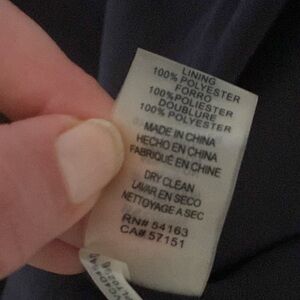 LINING
100% POLYESTER
FORRO
100%POLIESTER
DOUBLURE
100% POLYESTER
MADE IN CHINA
HECHO EN CHINA
FABRIQUÉ EN CHINE
DRY CLEAN
LAVAR EN SECO
NETTOYAGE A SEC
RN# 54163
CA# 57151